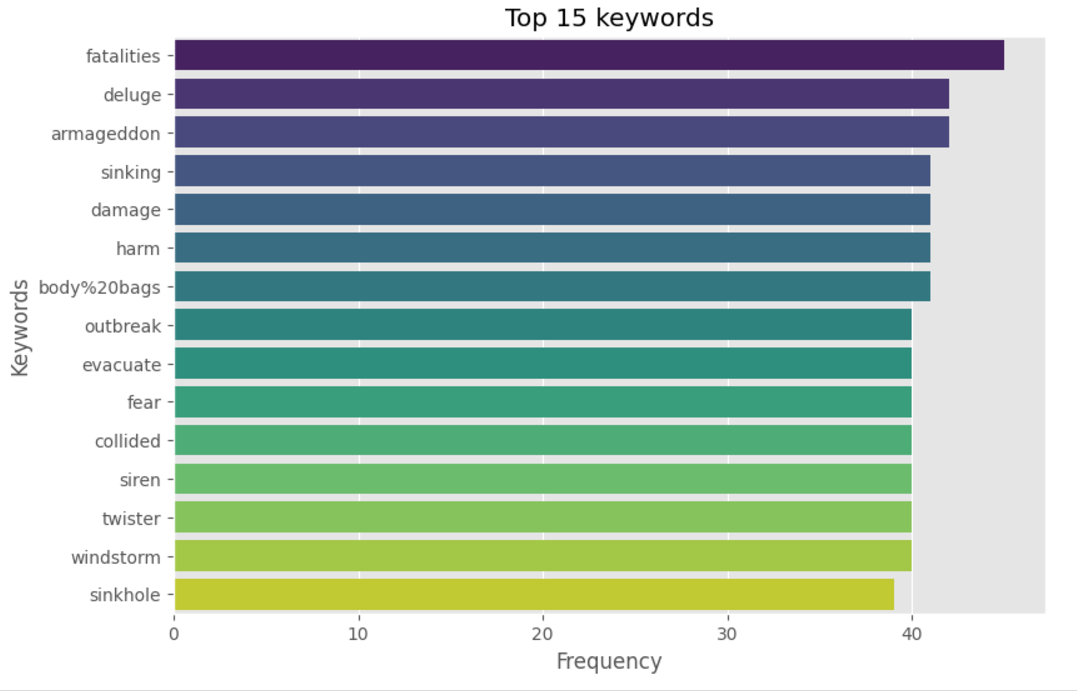 Top 15 keywords
Keywords
fatalities
deluge
armageddon
sinking
damage
harm
body%20bags
outbreak
evacuate
fear
collided
siren
twister
windstorm
sinkhole
0 10 20 30 40
Frequency